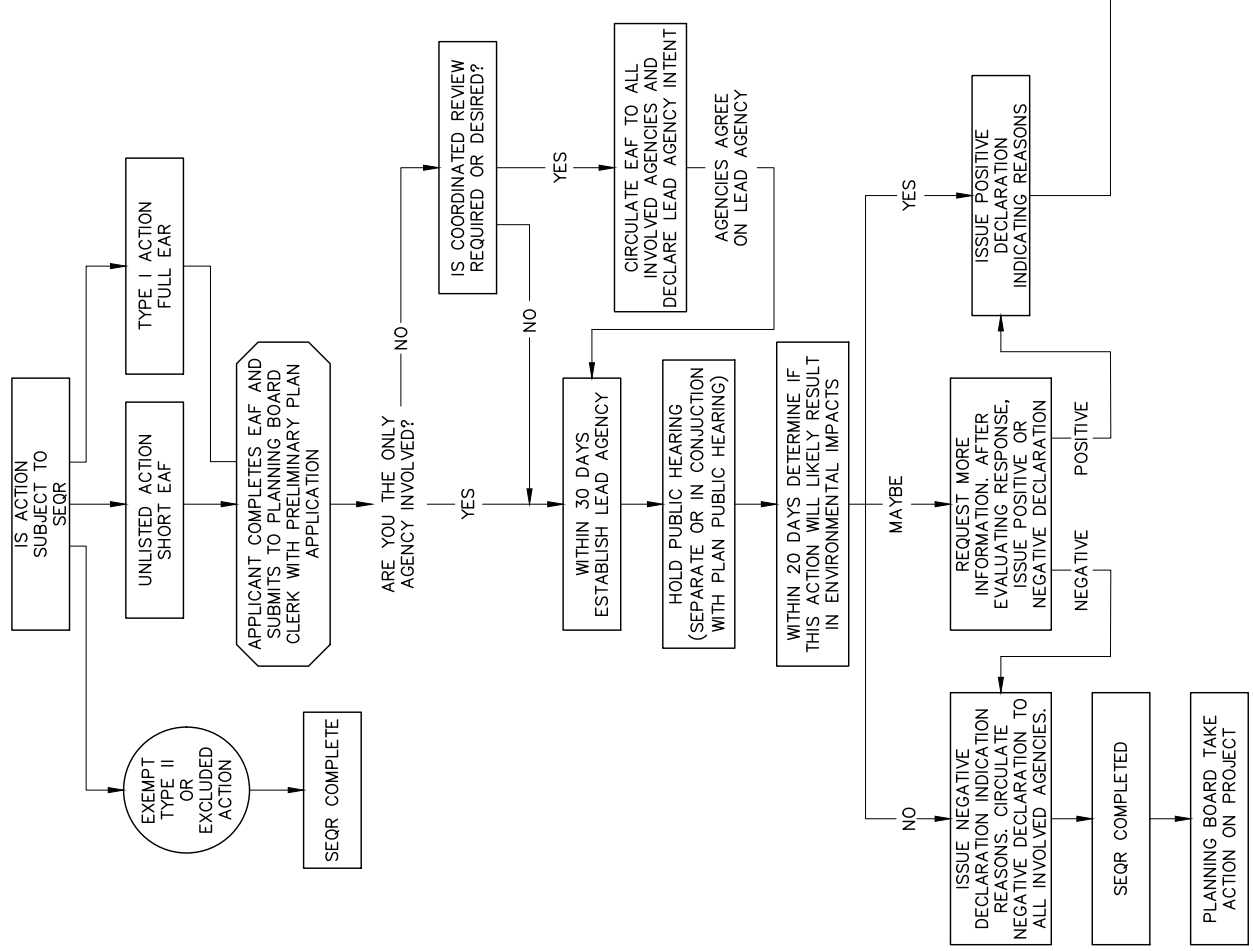 IS ACTION
SUBJECT TO
SEQR
EXEMPT
TYPE II
OR
EXCLUDED
ACTION
SEQR COMPLETE
UNLISTED ACTION
SHORT EAF
TYPE I ACTION
FULL EAR
APPLICANT COMPLETES EAF AND
SUBMITS TO PLANNING BOARD
CLERK WITH PRELIMINARY PLAN
APPLICATION
ARE YOU THE ONLY
AGENCY INVOLVED?
NO
YES
IS COORDINATED REVIEW
REQUIRED OR DESIRED?
NO
YES
CIRCULATE EAF TO ALL
INVOLVED AGENCIES AND
DECLARE LEAD AGENCY INTENT
AGENCIES AGREE
ON LEAD AGENCY
WITHIN 30 DAYS
ESTABLISH LEAD AGENCY
HOLD PUBLIC HEARING
(SEPARATE OR IN CONJUCTION
WITH PLAN PUBLIC HEARING)
WITHIN 20 DAYS DETERMINE IF
THIS ACTION WILL LIKELY RESULT
IN ENVIRONMENTAL IMPACTS
NO
MAYBE
YES
ISSUE NEGATIVE
DECLARATION INDICATION
REASONS. CIRCULATE
NEGATIVE DECLARATION TO
ALL INVOLVED AGENCIES.
REQUEST MORE
INFORMATION. AFTER
EVALUATING RESPONSE,
ISSUE POSITIVE OR
NEGATIVE DECLARATION
NEGATIVE
POSITIVE
ISSUE POSITIVE
DECLARATION
INDICATING REASONS
SEQR COMPLETED
PLANNING BOARD TAKE
ACTION ON PROJECT